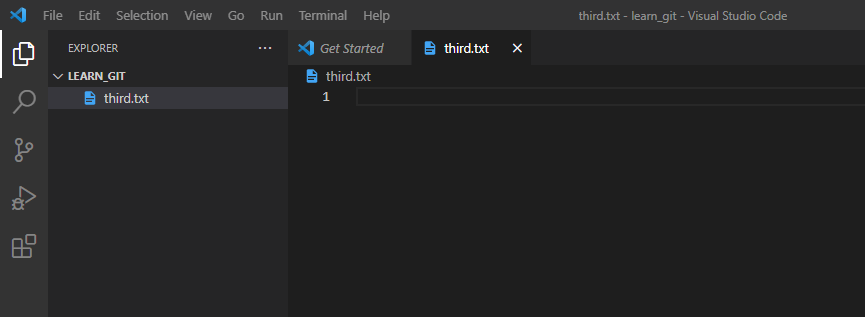 File Edit Selection View Go Run Terminal Help third.txt - learn_git - Visual Studio Code
EXPLORER ...
Get Started third.txt
LEARN_GIT
third.txt
third.txt
1